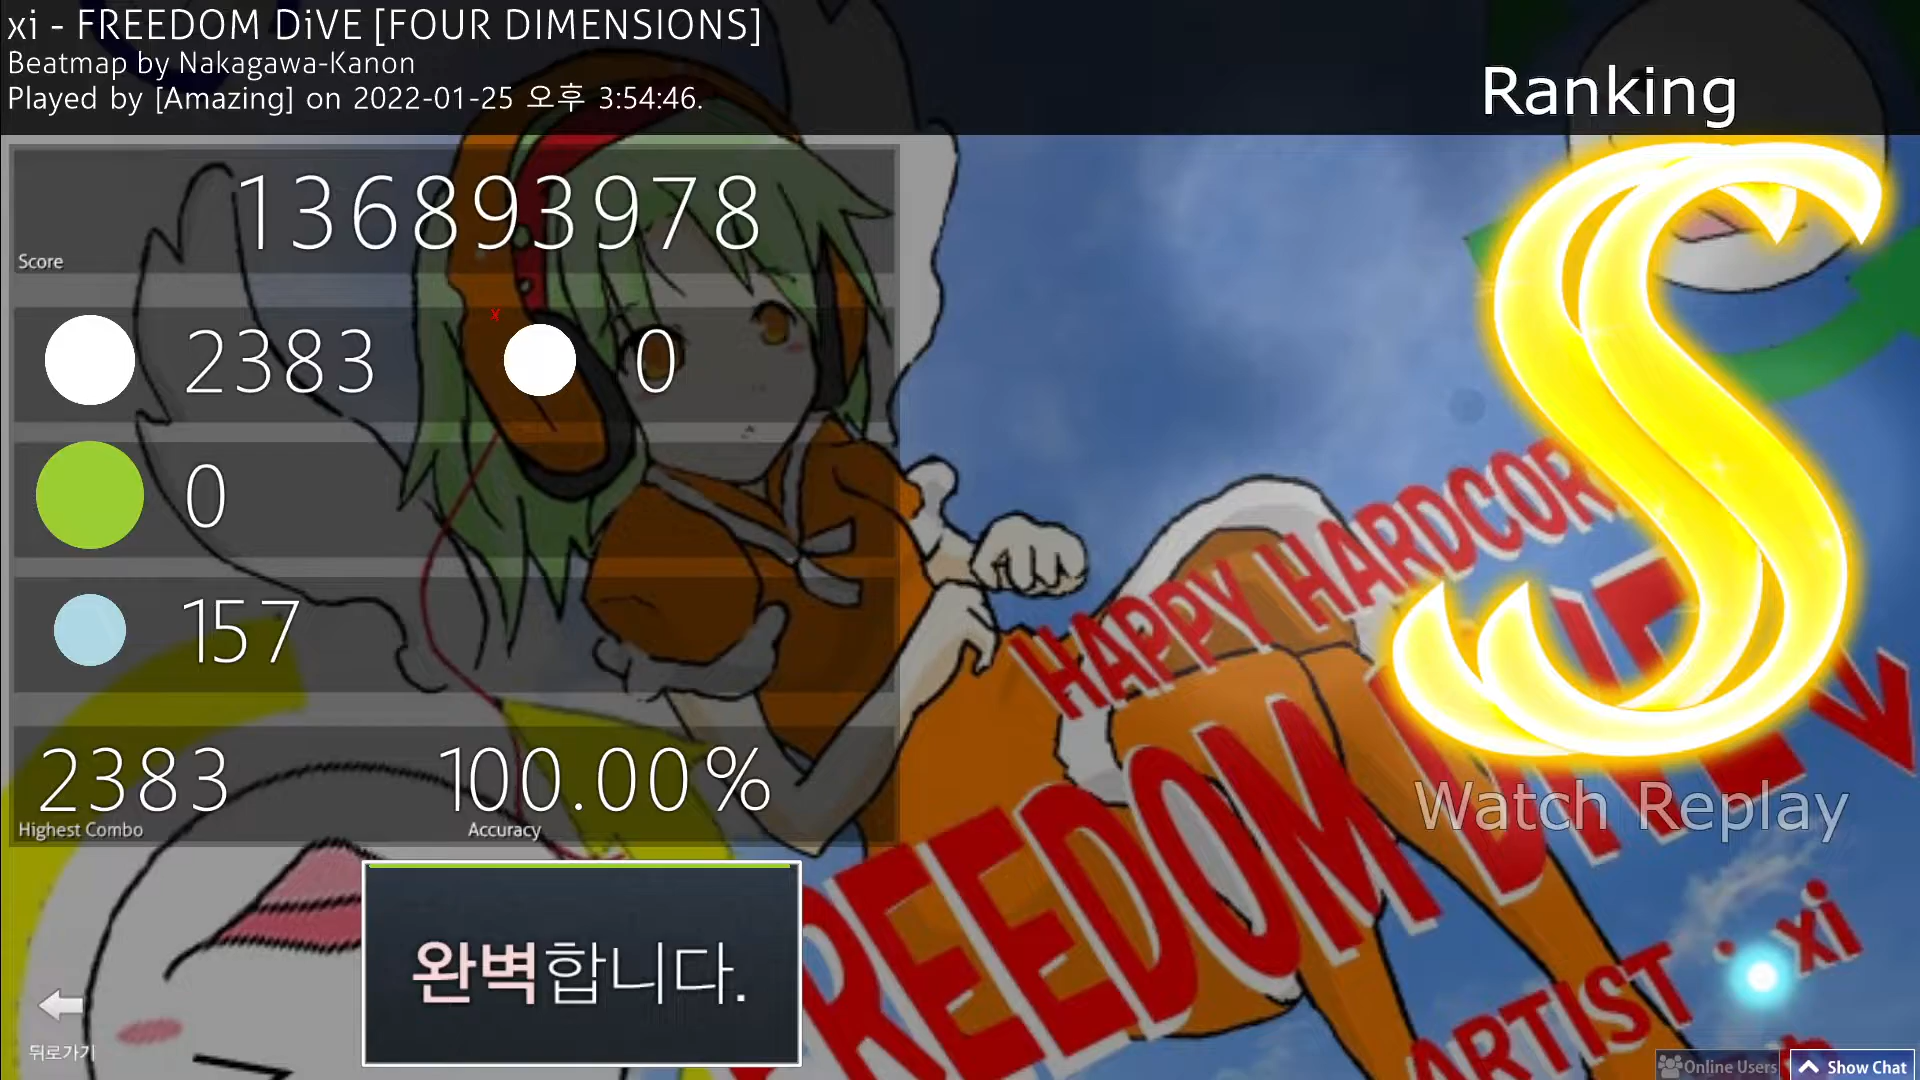 xi - FREEDOM DiVE [FOUR DIMENSIONS]
Beatmap by Nakagawa-Kanon
Played by [Amazing] on 2022-01-25 오후 3:54:46.
Ranking
136893978
Score
x
2383
0
0
157
2383
100.00%
Highest Combo
Accuracy
S
HAPPY HARDCOR
FREEDOM DIVE
Watch Replay
ARTIST : xi
완벽합니다.
뒤로가기
Online Users
Show Chat